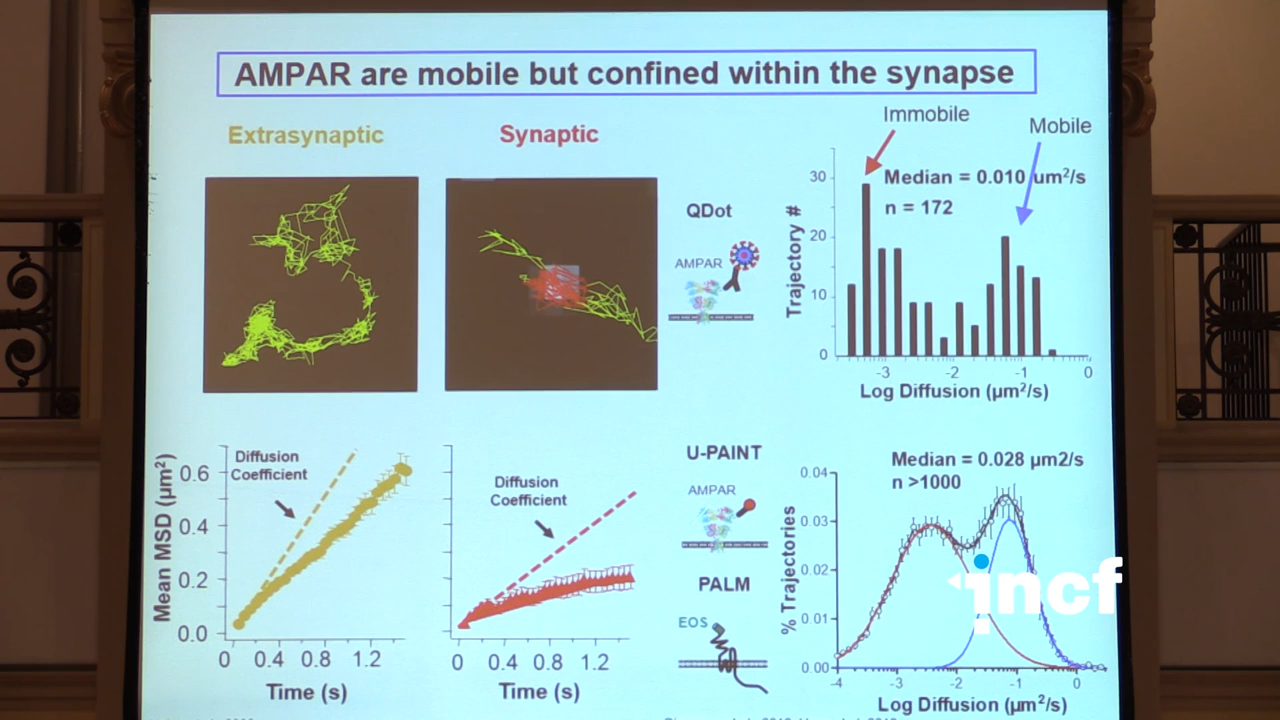 AMPAR are mobile but confined within the synapse
Extrasynaptic
Synaptic
Immobile
Mobile
QDot
AMPAR
Trajectory #
30
20
10
0
Median = 0.010 um²/s
n = 172
-3
-2
-1
0
Log Diffusion (µm²/s)
Mean MSD (µm²)
0.6
0.4
0.2
0.0
Diffusion
Coefficient
0
0.4
0.8
1.2
Time (s)
Diffusion
Coefficient
0
0.4
0.8
1.2
Time (s)
U-PAINT
AMPAR
PALM
EOS
% Trajectories
0.04
0.03
0.02
0.01
0.00
Median = 0.028 µm2/s
n >1000
-4
-3
-2
-1
0
Log Diffusion (µm²/s)
incf